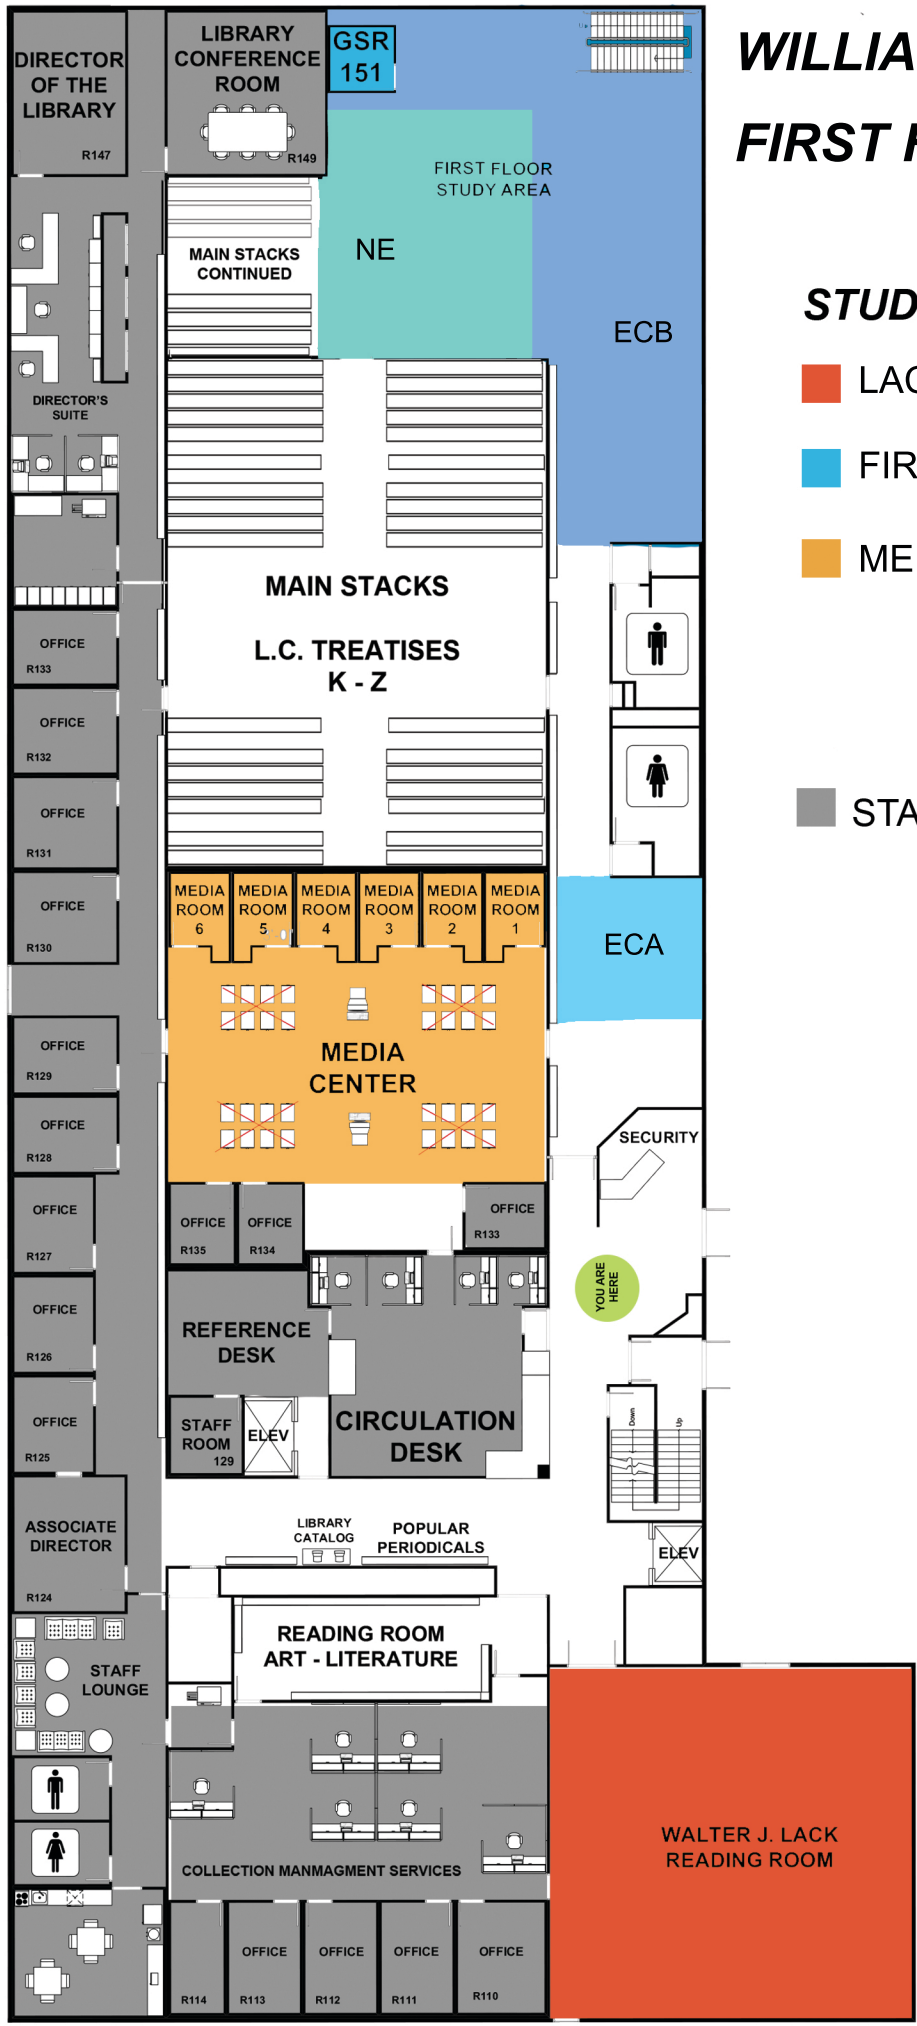 WILLIA
FIRST F
STUD
LAC
FIR
ME
STA
DIRECTOR
OF THE
LIBRARY
R147
LIBRARY
CONFERENCE
ROOM
R149
GSR
151
FIRST FLOOR
STUDY AREA
NE
ECB
MAIN STACKS
CONTINUED
DIRECTOR'S
SUITE
MAIN STACKS
L.C. TREATISES
K - Z
OFFICE
R133
OFFICE
R132
OFFICE
R131
OFFICE
R130
MEDIA
ROOM
6
MEDIA
ROOM
5
MEDIA
ROOM
4
MEDIA
ROOM
3
MEDIA
ROOM
2
MEDIA
ROOM
1
ECA
MEDIA
CENTER
OFFICE
R129
OFFICE
R128
SECURITY
OFFICE
R127
OFFICE
R135
OFFICE
R134
OFFICE
R133
YOU ARE
HERE
OFFICE
R126
REFERENCE
DESK
OFFICE
R125
STAFF
ROOM
129
ELEV
CIRCULATION
DESK
Down
Up
ASSOCIATE
DIRECTOR
R124
LIBRARY
CATALOG
POPULAR
PERIODICALS
ELEV
READING ROOM
ART - LITERATURE
STAFF
LOUNGE
COLLECTION MANMAGMENT SERVICES
WALTER J. LACK
READING ROOM
R114
OFFICE
R113
OFFICE
R112
OFFICE
R111
OFFICE
R110